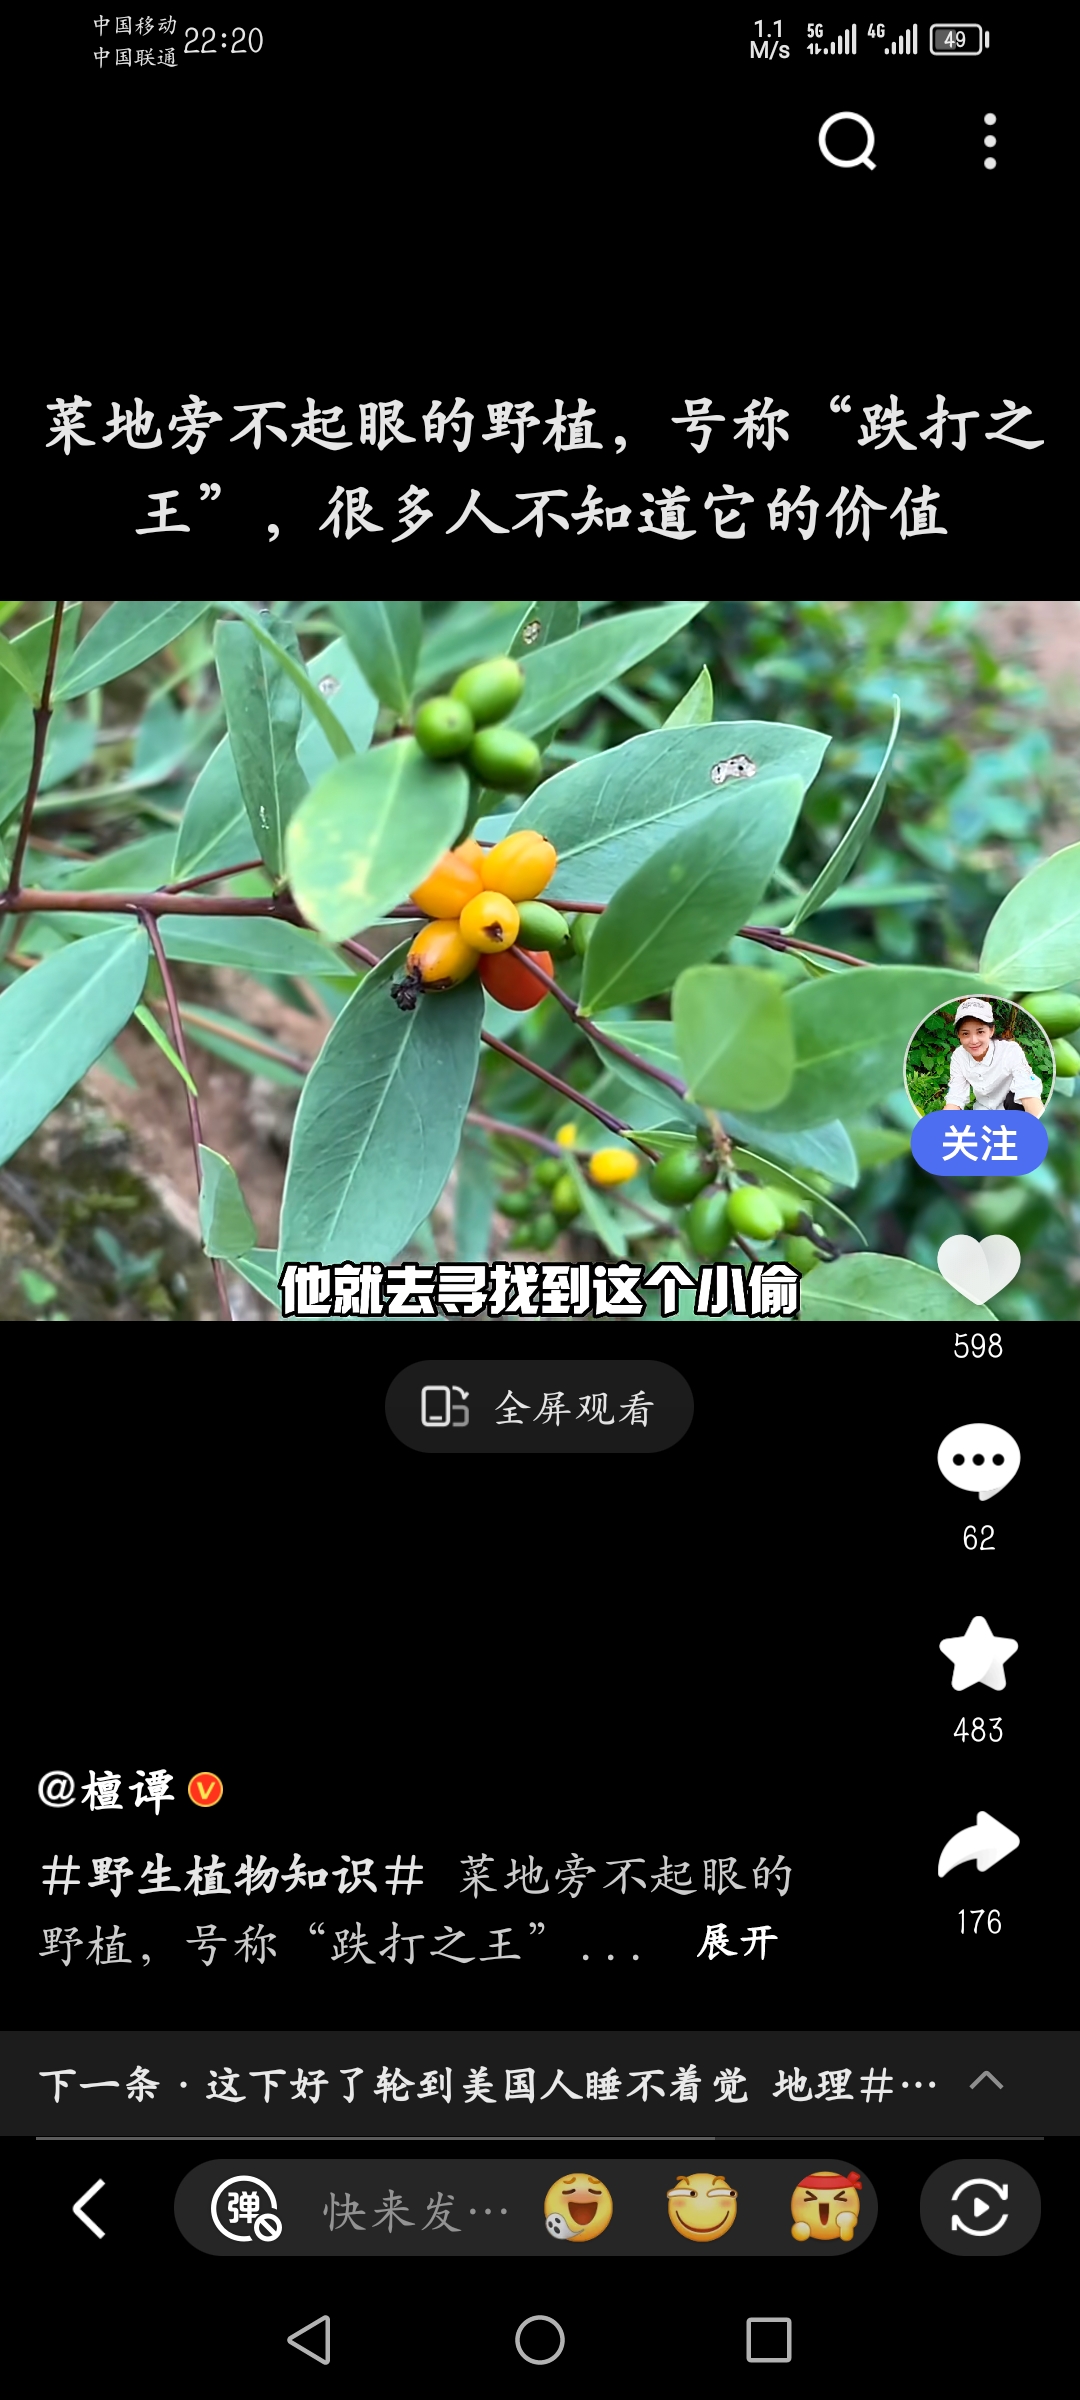 中国移动
中国联通
22:20
1.1
M/s
5G
4G
49
菜地旁不起眼的野植，号称“跌打之
王”，很多人不知道它的价值
关注
他就去寻找到这个小偷
598
全屏观看
62
483
@檀谭
#野生植物知识# 菜地旁不起眼的
野植，号称“跌打之王”... 展开
176
下一条·这下好了轮到美国人睡不着觉 地理#…
弹
快来发…